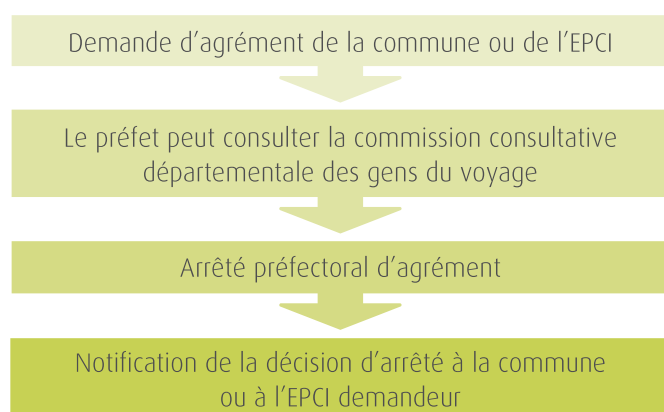 Demande d’agrément de la commune ou de l’EPCI
Le préfet peut consulter la commission consultative
départementale des gens du voyage
Arrêté préfectoral d’agrément
Notification de la décision d’arrêté à la commune
ou à l’EPCI demandeur